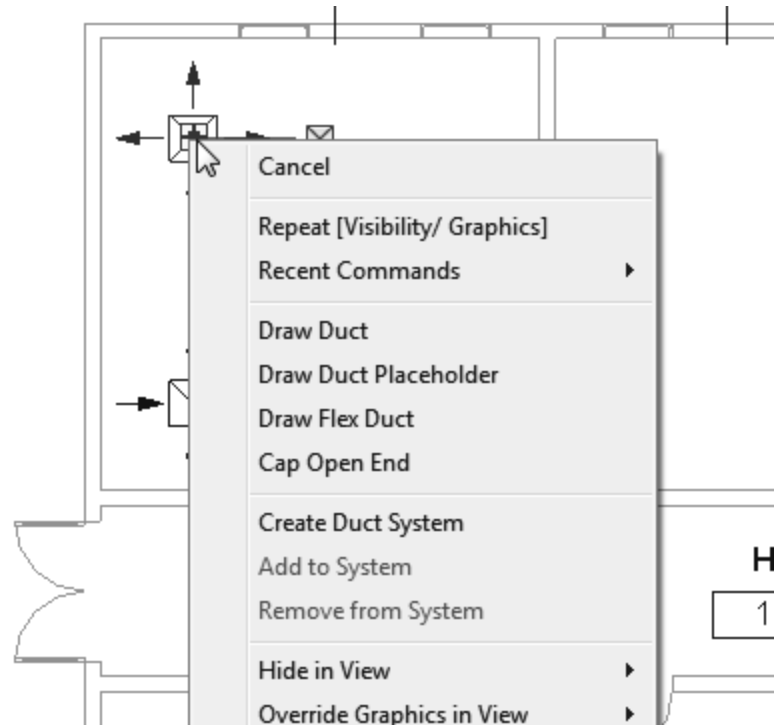 Cancel
Repeat [Visibility/ Graphics]
Recent Commands
Draw Duct
Draw Duct Placeholder
Draw Flex Duct
Cap Open End
Create Duct System
Add to System
Remove from System
H
1
Hide in View
Override Graphics in View